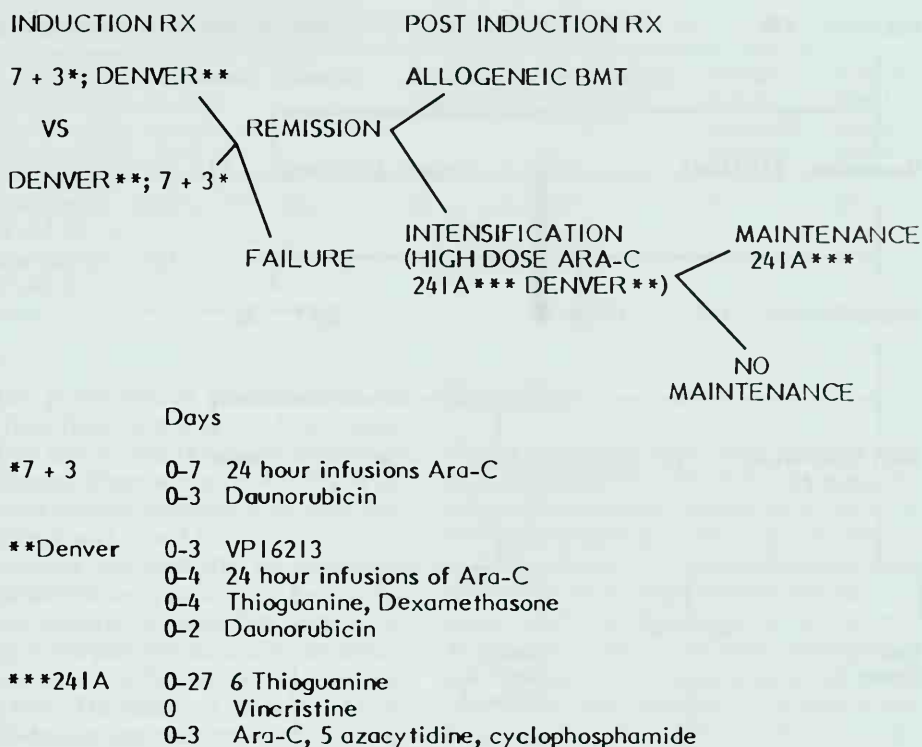 INDUCTION RX POST INDUCTION RX
7 + 3*; DENVER** ALLOGENEIC BMT
VS REMISSION
DENVER**; 7 + 3*
INTENSIFICATION MAINTENANCE
FAILURE (HIGH DOSE ARA-C 241A***
241A*** DENVER**)
NO
MAINTENANCE
Days
*7 + 3 0-7 24 hour infusions Ara-C
0-3 Daunorubicin
**Denver 0-3 VP16213
0-4 24 hour infusions of Ara-C
0-4 Thioguanine, Dexamethasone
0-2 Daunorubicin
***241A 0-27 6 Thioguanine
0 Vincristine
0-3 Ara-C, 5 azacytidine, cyclophosphamide